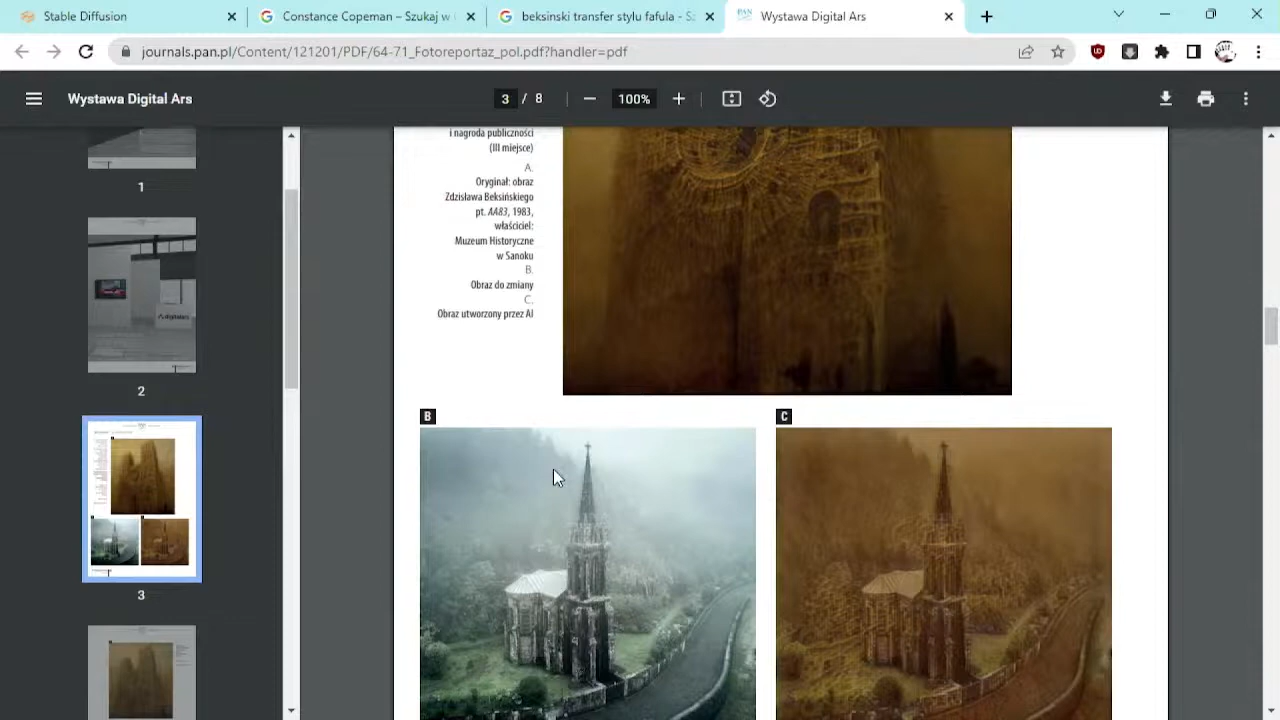 Stable Diffusion
Constance Copeman – Szukaj w G
beksinski transfer stylu fafula - Sz
PAN
Wystawa Digital Ars
journals.pan.pl/Content/121201/PDF/64-71_Fotoreportaz_pol.pdf?handler=pdf
Wystawa Digital Ars
3 / 8
100%
1
2
3
i nagroda publiczności
(III miejsce)
A.
Oryginał: obraz
Zdzisława Beksińskiego
pt. AA83, 1983,
właściciel:
Muzeum Historyczne
w Sanoku
B.
Obraz do zmiany
C.
Obraz utworzony przez AI
B
C